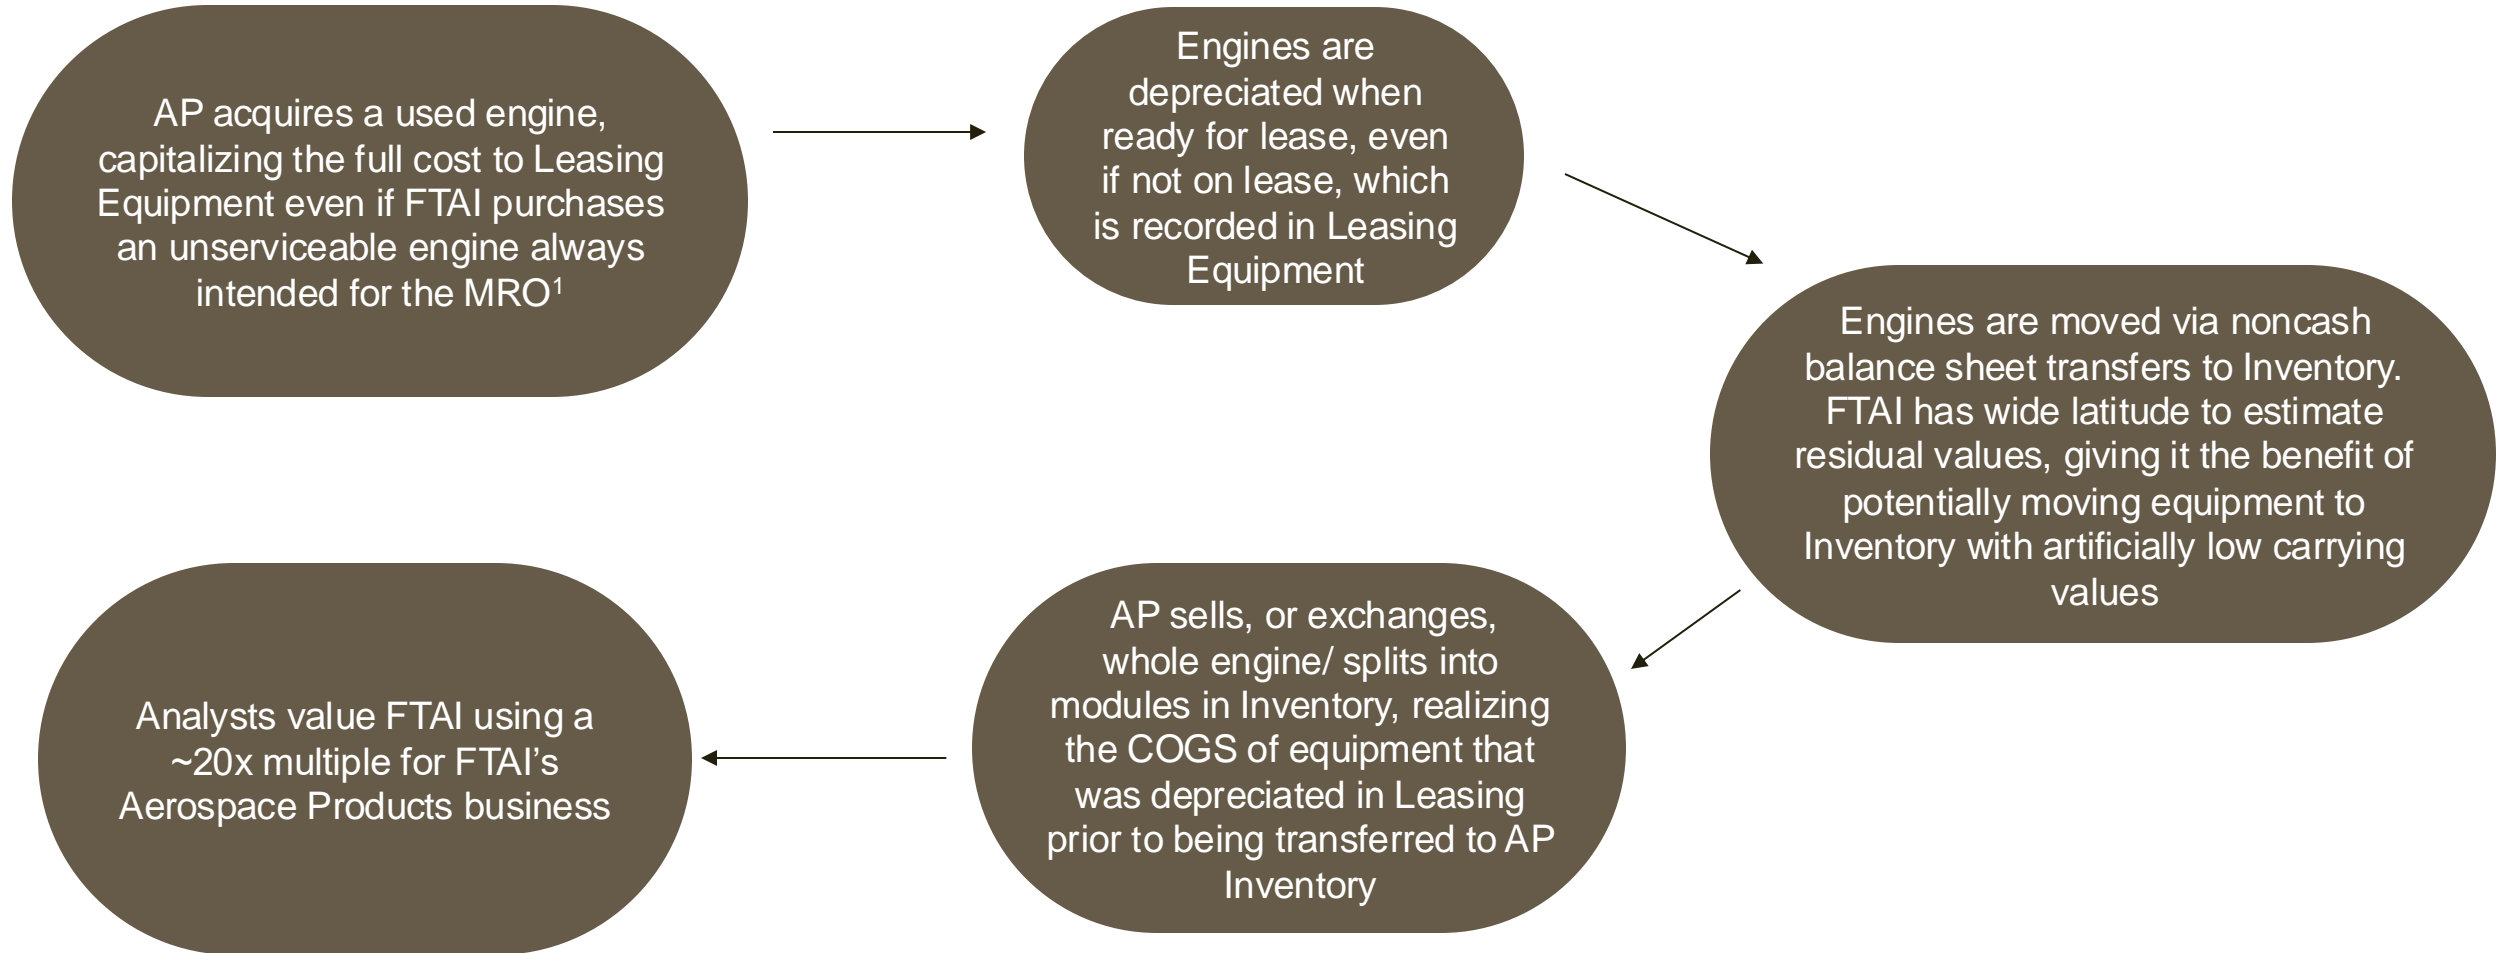 AP acquires a used engine,
capitalizing the full cost to Leasing
Equipment even if FTAI purchases
an unserviceable engine always
intended for the MRO¹
Engines are
depreciated when
ready for lease, even
if not on lease, which
is recorded in Leasing
Equipment
Engines are moved via noncash
balance sheet transfers to Inventory.
FTAI has wide latitude to estimate
residual values, giving it the benefit of
potentially moving equipment to
Inventory with artificially low carrying
values
AP sells, or exchanges,
whole engine/ splits into
modules in Inventory, realizing
the COGS of equipment that
was depreciated in Leasing
prior to being transferred to AP
Inventory
Analysts value FTAI using a
~20x multiple for FTAI’s
Aerospace Products business